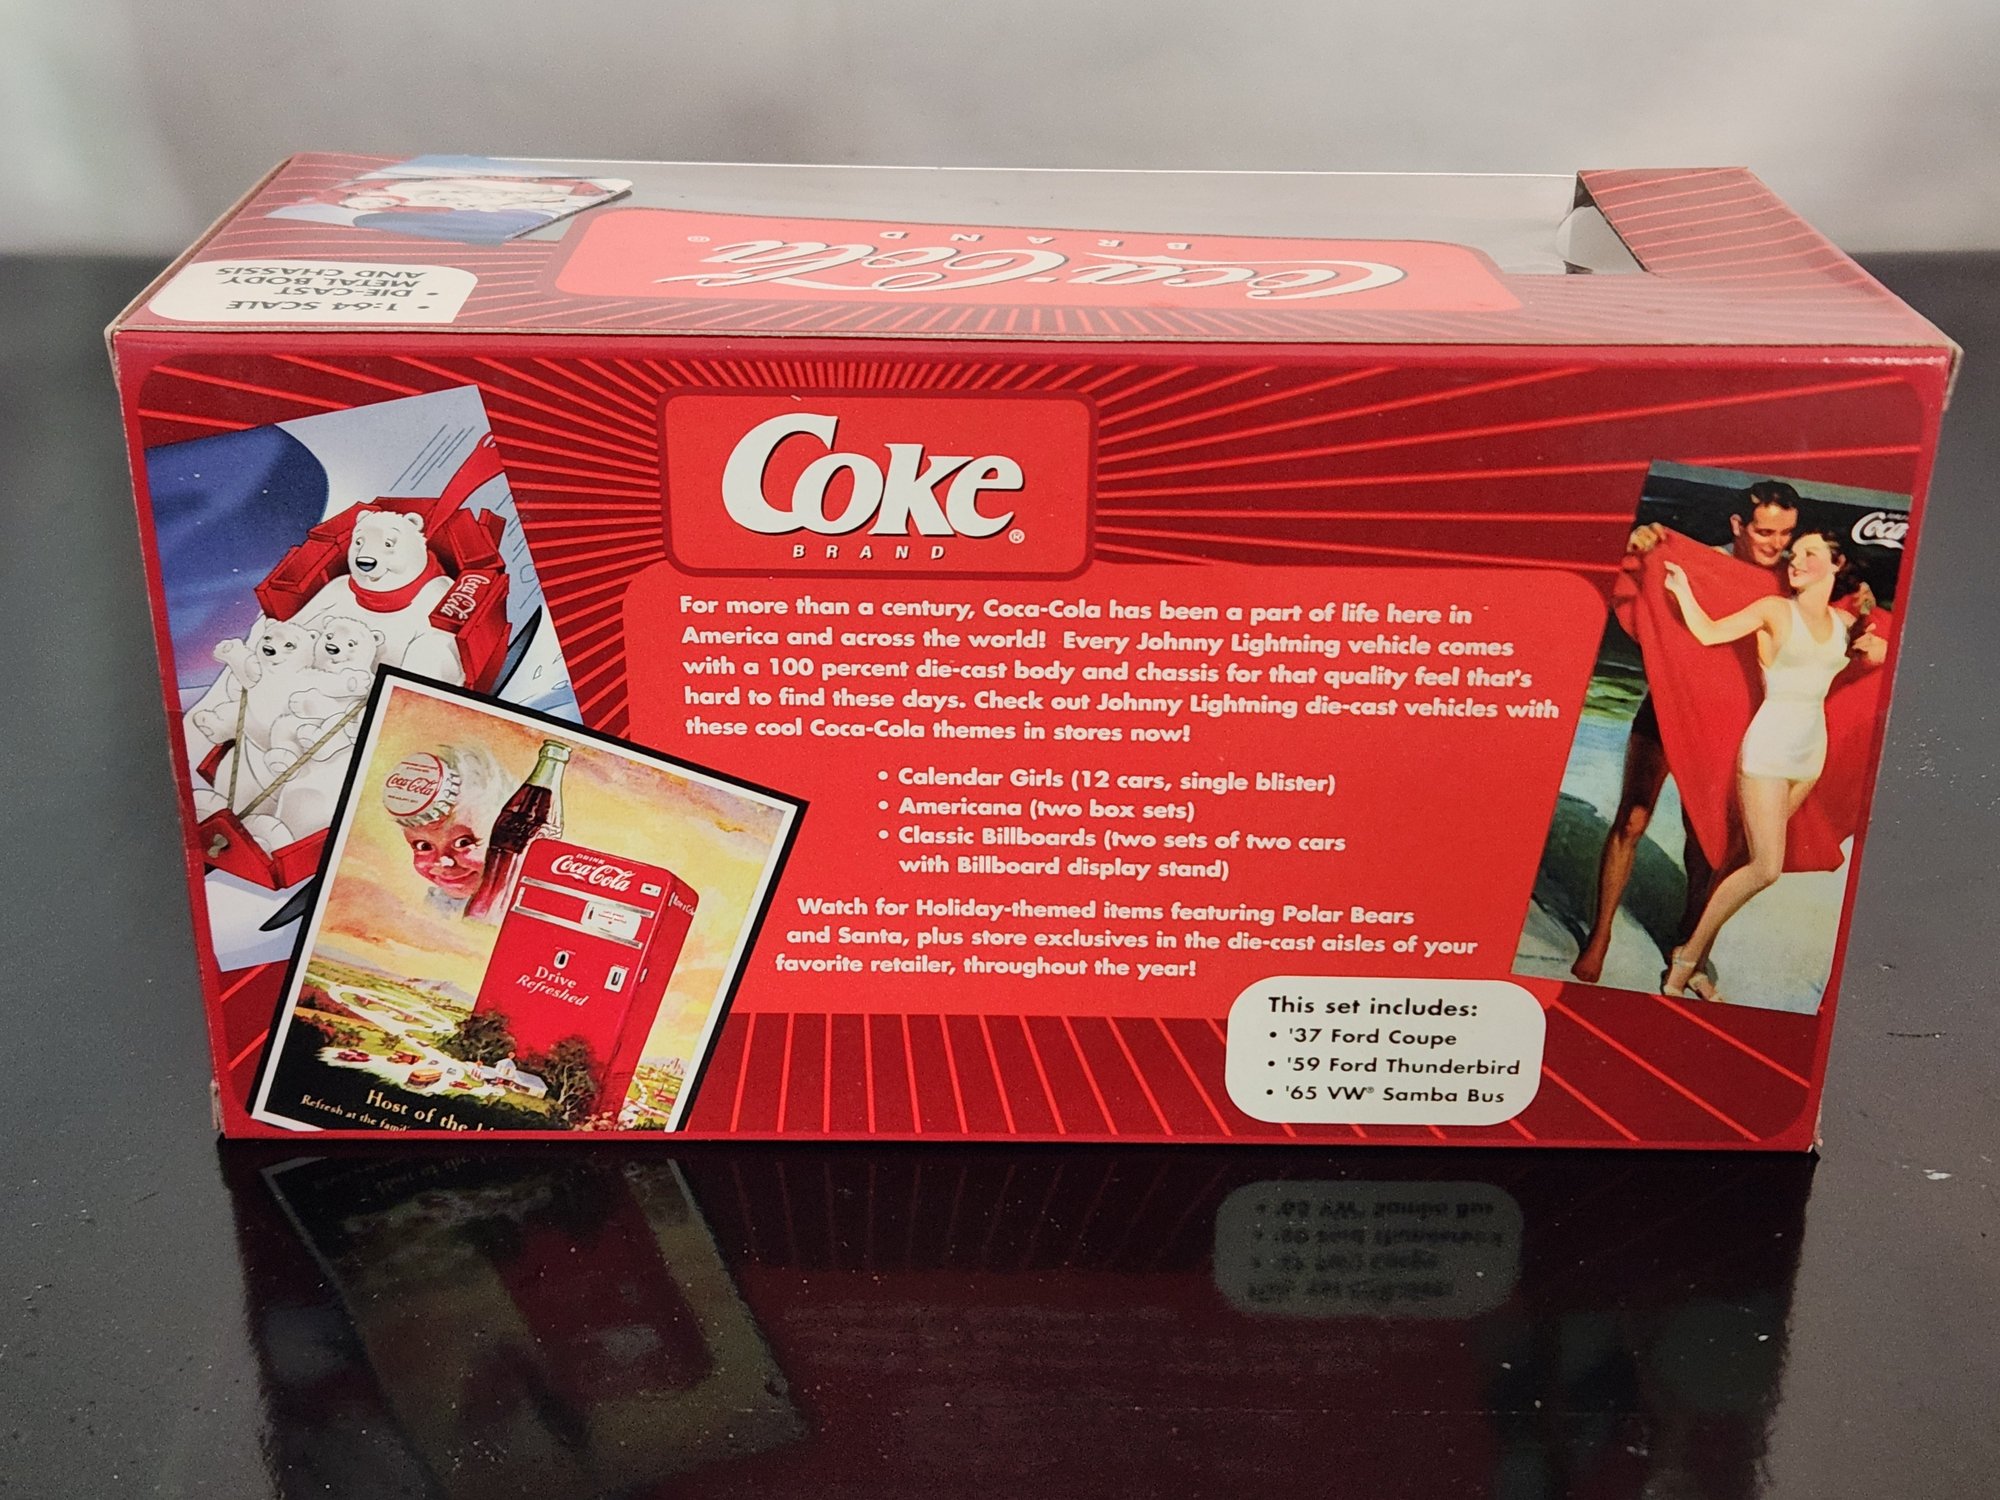 • 1:64 SCALE
• DIE-CAST
METAL BODY
AND CHASSIS
Coca-Cola®
BRAND
Coke®
BRAND
For more than a century, Coca-Cola has been a part of life here in
America and across the world! Every Johnny Lightning vehicle comes
with a 100 percent die-cast body and chassis for that quality feel that's
hard to find these days. Check out Johnny Lightning die-cast vehicles with
these cool Coca-Cola themes in stores now!
• Calendar Girls (12 cars, single blister)
• Americana (two box sets)
• Classic Billboards (two sets of two cars
with Billboard display stand)
Watch for Holiday-themed items featuring Polar Bears
and Santa, plus store exclusives in the die-cast aisles of your
favorite retailer, throughout the year!
This set includes:
• '37 Ford Coupe
• '59 Ford Thunderbird
• '65 VW® Samba Bus
Coca-Cola
Coca-Cola
DRINK
Coca-Cola
Drive
Refreshed
Host of the
Refresh at the
Coca